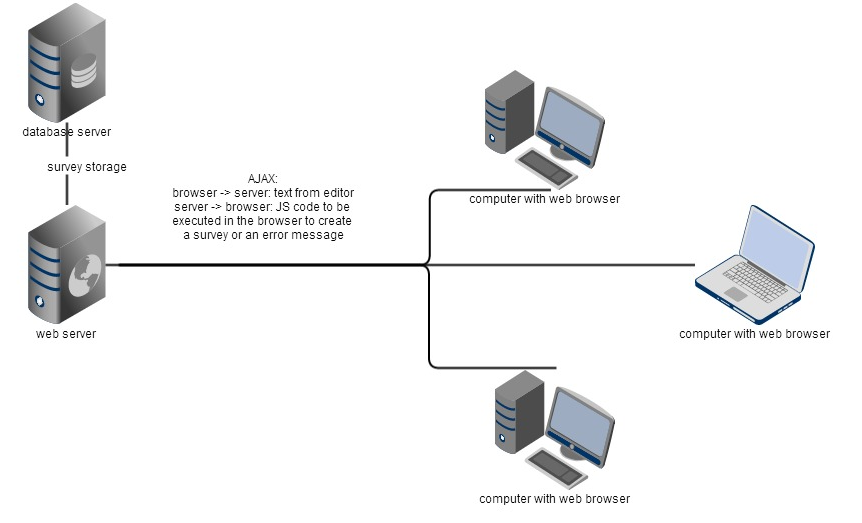 database server
survey storage
AJAX:
browser -> server: text from editor
server -> browser: JS code to be
executed in the browser to create
a survey or an error message
computer with web browser
web server
computer with web browser
computer with web browser